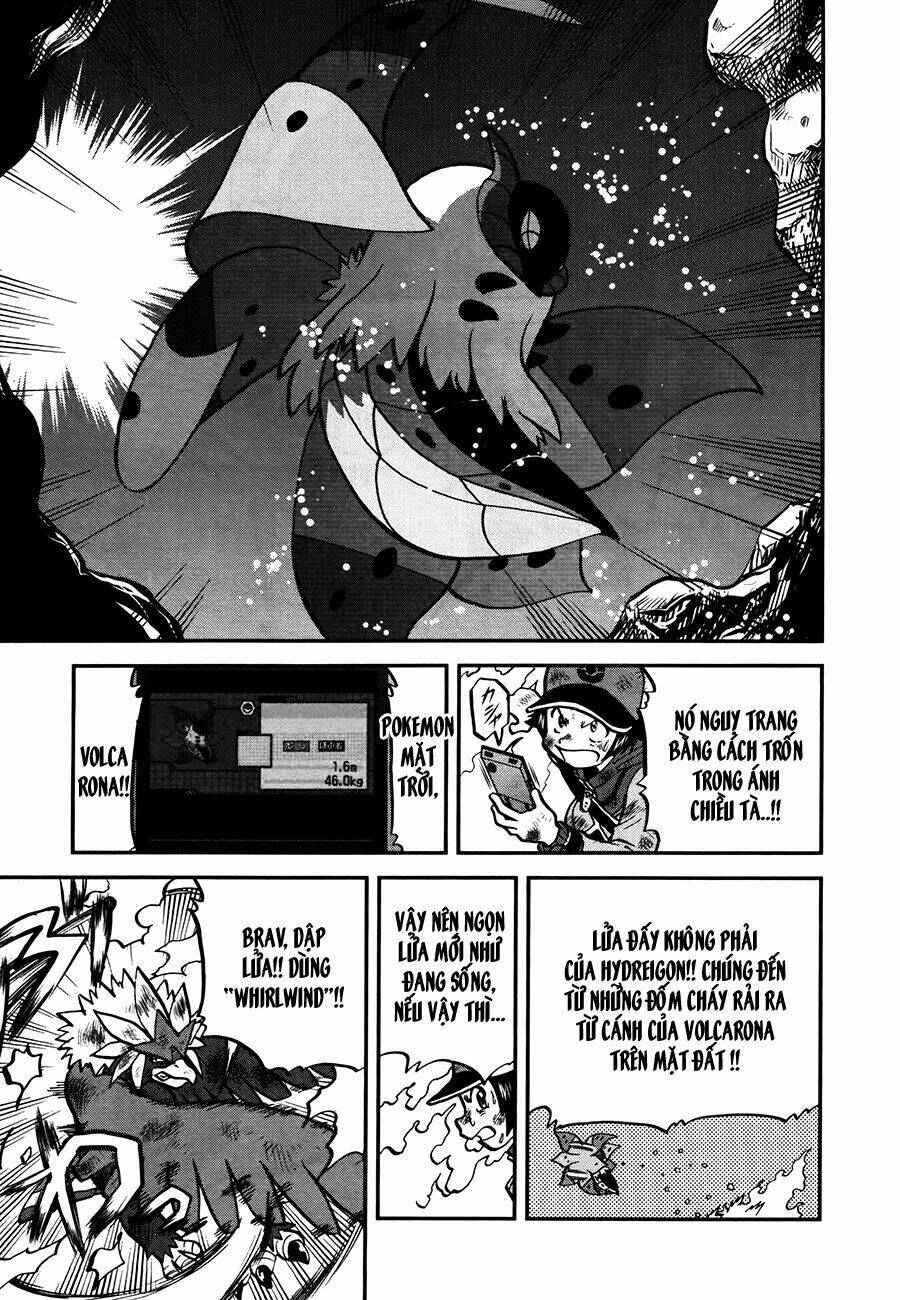 NÓ NGUY TRANG
BẰNG CÁCH TRỐN
TRONG ÁNH
CHIỀU TÀ..!!
POKEMON
MẶT
TRỜI,
1.6m
46.0kg
VOLCA
RONA!!
LỬA ĐẤY KHÔNG PHẢI
CỦA HYDREIGON!! CHÚNG ĐẾN
TỪ NHỮNG ĐỐM CHÁY RẢI RA
TỪ CÁNH CỦA VOLCARONA
TRÊN MẶT ĐẤT !!
VẬY NÊN NGỌN
LỬA MỚI NHƯ
ĐANG SỐNG,
NẾU VẬY THÌ...
BRAV, DẬP
LỬA!! DÙNG
"WHIRLWIND"!!